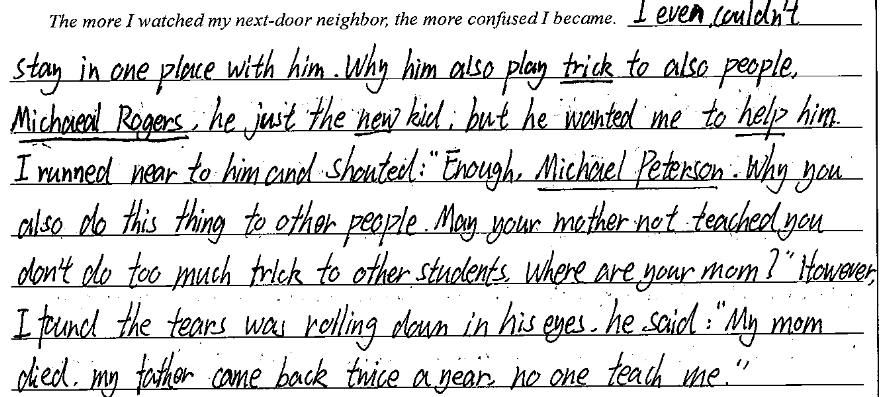 The more I watched my next-door neighbor, the more confused I became. I even couldn't
stay in one place with him. Why him also play trick to also people,
Michaeal Rogers, he just the new kid, but he wanted me to help him.
I runned near to him and shouted: "Enough, Michael Peterson. Why you
also do this thing to other people. May your mother not teached you
don't do too much trick to other students. Where are your mom?" However,
I found the tears was rolling down in his eyes. he said: "My mom
died. my father came back twice a year, no one teach me."